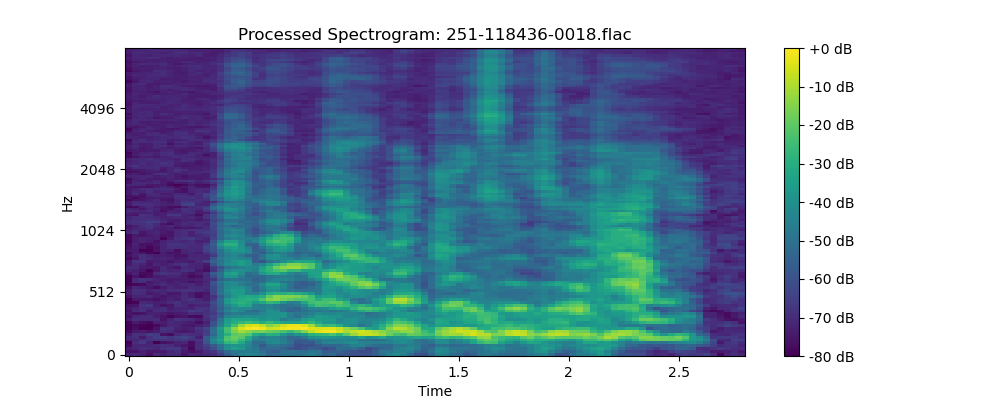 Processed Spectrogram: 251-118436-0018.flac
Hz
4096
2048
1024
512
0
0
0.5
1
1.5
2
2.5
Time
+0 dB
-10 dB
-20 dB
-30 dB
-40 dB
-50 dB
-60 dB
-70 dB
-80 dB